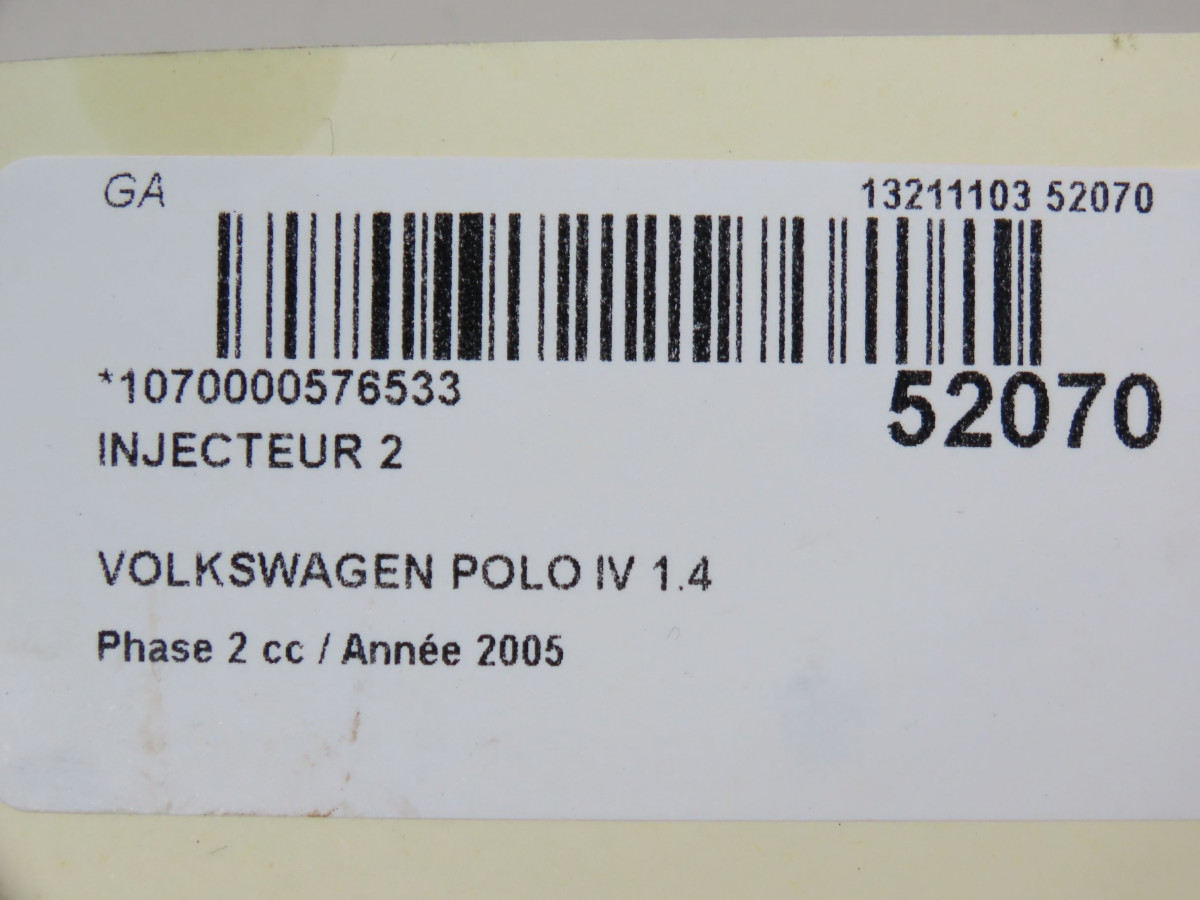 GA 13211103 52070
*1070000576533 52070
INJECTEUR 2
VOLKSWAGEN POLO IV 1.4
Phase 2 cc / Année 2005